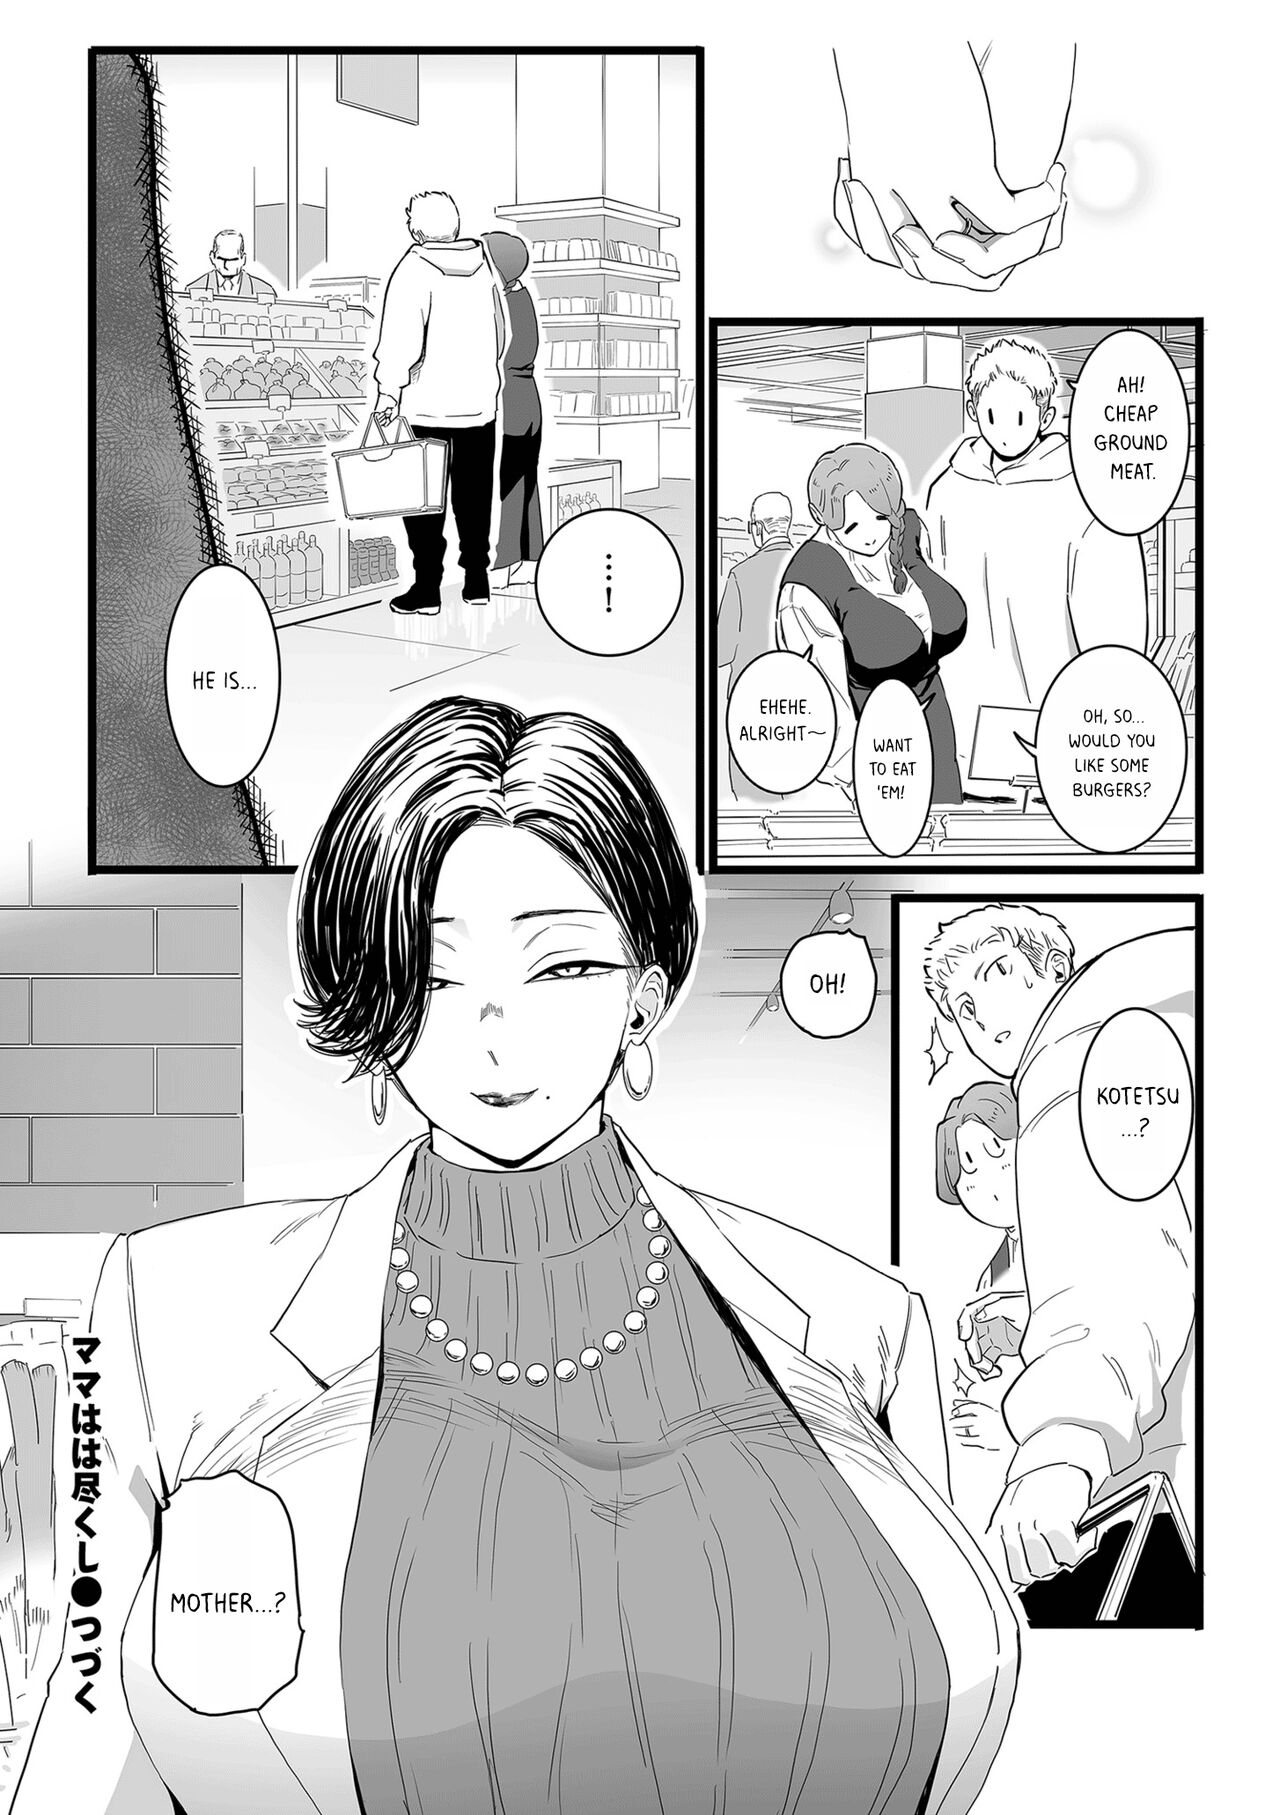 AH!
CHEAP
GROUND
MEAT.
OH, SO...
WOULD YOU
LIKE SOME
BURGERS?
WANT
TO EAT
'EM!
EHEHE.
ALRIGHT～
…!
HE IS...
KOTETSU
...?
OH!
MOTHER...?
ママはは尽くし●つづく